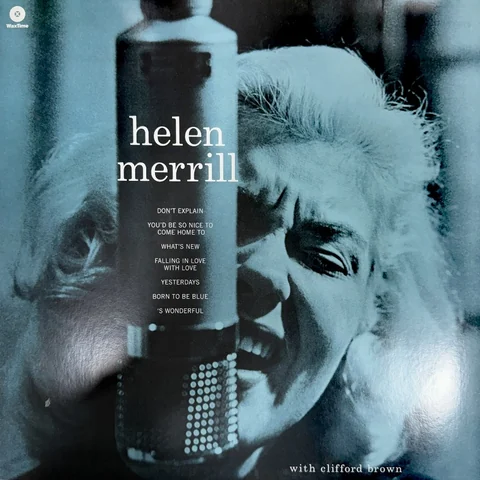 WaxTime
helen
merrill
DON'T EXPLAIN
YOU'D BE SO NICE TO
COME HOME TO
WHAT'S NEW
FALLING IN LOVE
WITH LOVE
YESTERDAYS
BORN TO BE BLUE
'S WONDERFUL
with clifford brown